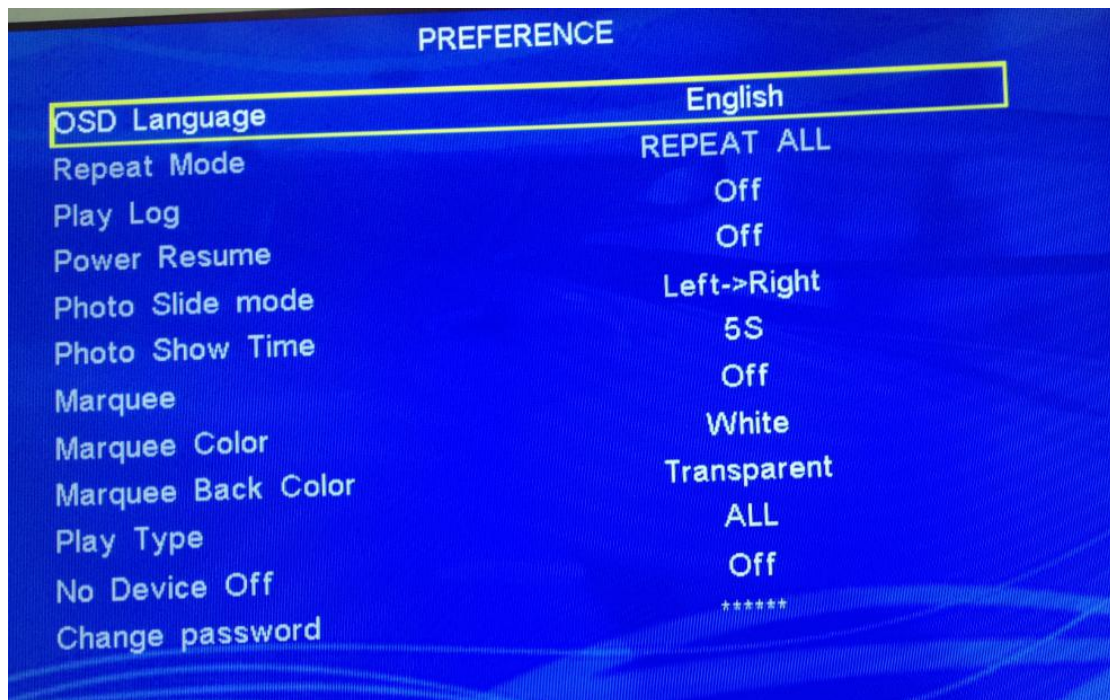 PREFERENCE
OSD Language English
Repeat Mode REPEAT ALL
Play Log Off
Power Resume Off
Photo Slide mode Left->Right
Photo Show Time 5S
Marquee Off
Marquee Color White
Marquee Back Color Transparent
Play Type ALL
No Device Off Off
Change password ******